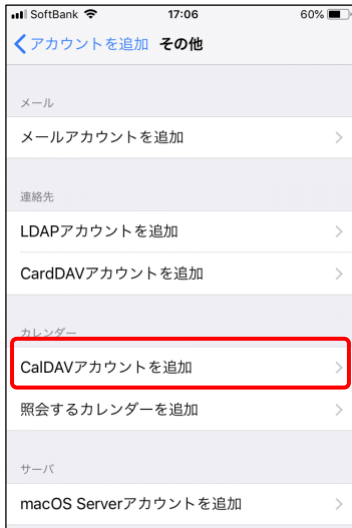 SoftBank 17:06 60%
アカウントを追加 その他
メール
メールアカウントを追加
連絡先
LDAPアカウントを追加
CardDAVアカウントを追加
カレンダー
CalDAVアカウントを追加
照会するカレンダーを追加
サーバ
macOS Serverアカウントを追加